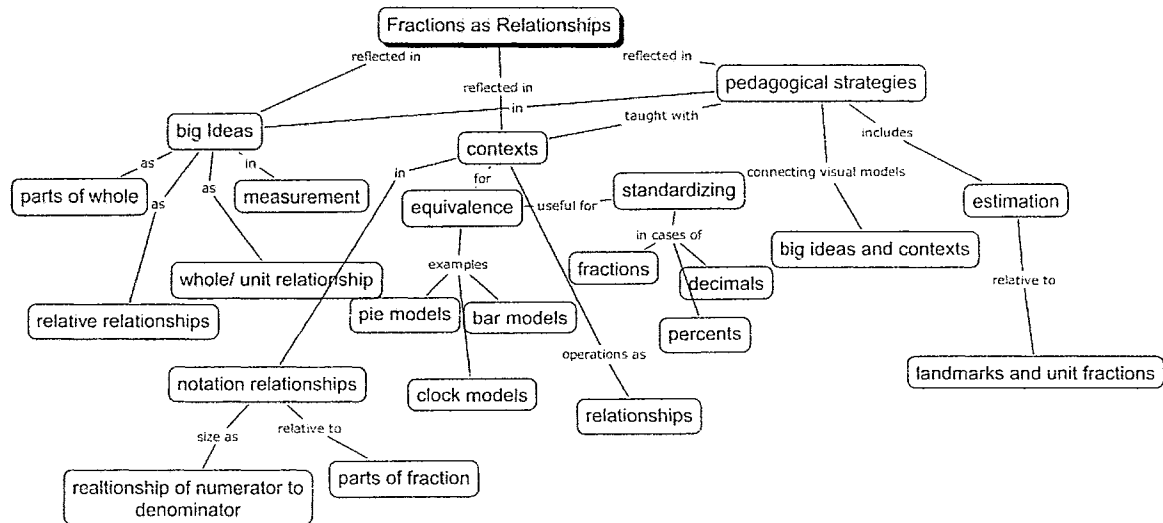 Fractions as Relationships
reflected in
reflected in
reflected in
pedagogical strategies
in
taught with
includes
big Ideas
contexts
as
in
in
for
connecting visual models
parts of whole
as
as
measurement
equivalence
useful for
standardizing
estimation
in cases of
big ideas and contexts
examples
fractions
decimals
whole/ unit relationship
relative to
relative relationships
pie models
bar models
percents
operations as
notation relationships
clock models
relationships
landmarks and unit fractions
size as
relative to
realtionship of numerator to
denominator
parts of fraction